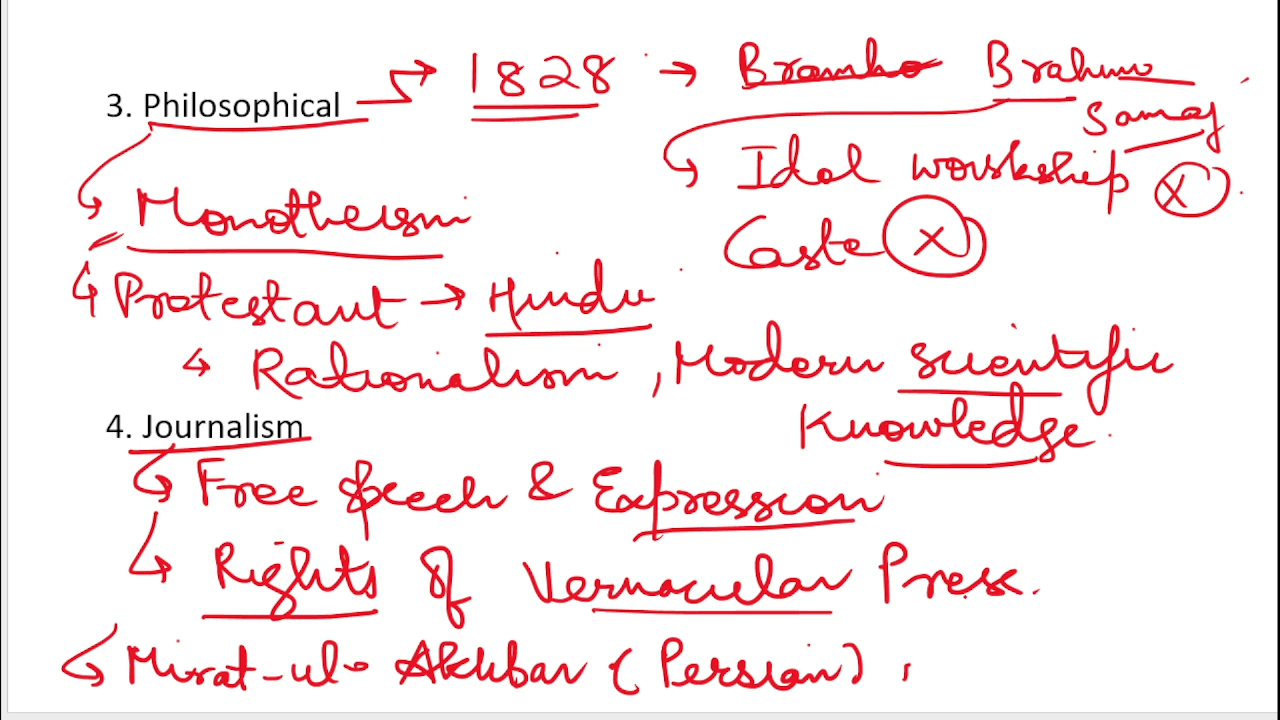 3. Philosophical → 1828 → Bramho Brahmo
Samaj
Idol workship X
Monotheism
Caste X
Protestant → Hindu
Rationalism, Modern scientific
Knowledge.
4. Journalism
Free speech & Expression
Rights of Vernacular Press.
Mirat-ul-Akhbar (Persian),